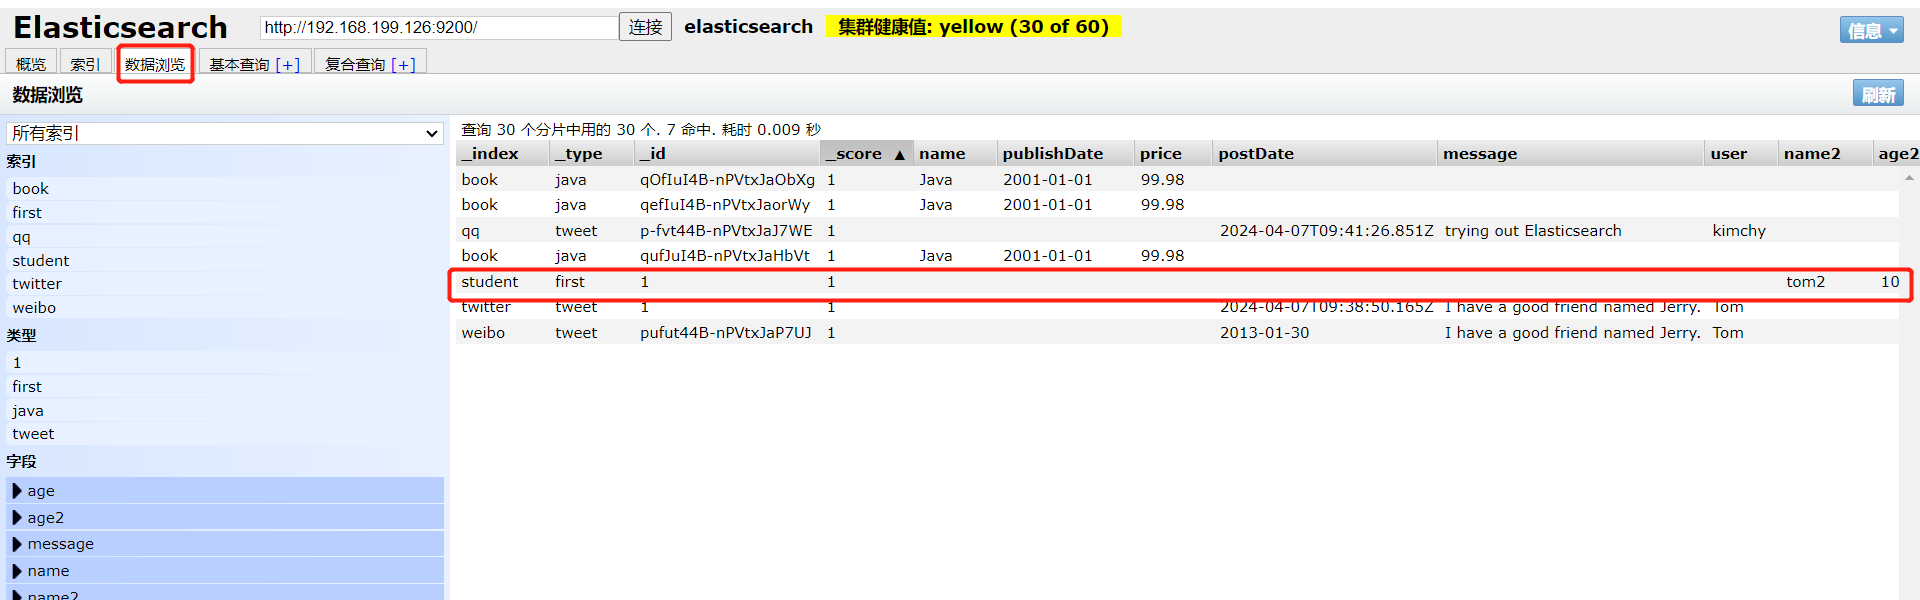 Elasticsearch http://192.168.199.126:9200/ 连接 elasticsearch 集群健康值: yellow (30 of 60) 信息
概览 索引 数据浏览 基本查询 [+] 复合查询 [+]
数据浏览 刷新
所有索引
索引
book
first
qq
student
twitter
weibo
类型
1
first
java
tweet
字段
age
age2
message
name
name2
查询 30 个分片中用的 30 个. 7 命中. 耗时 0.009 秒
_index _type _id _score ▲ name publishDate price postDate message user name2 age2
book java qOfIuI4B-nPVtxJaObXg 1 Java 2001-01-01 99.98
book java qefIuI4B-nPVtxJaorWy 1 Java 2001-01-01 99.98
qq tweet p-fvt44B-nPVtxJaJ7WE 1 2024-04-07T09:41:26.851Z trying out Elasticsearch kimchy
book java qufJuI4B-nPVtxJaHbVt 1 Java 2001-01-01 99.98
student first 1 1 tom2 10
twitter tweet 1 1 2024-04-07T09:38:50.165Z I have a good friend named Jerry. Tom
weibo tweet pufut44B-nPVtxJaP7UJ 1 2013-01-30 I have a good friend named Jerry. Tom